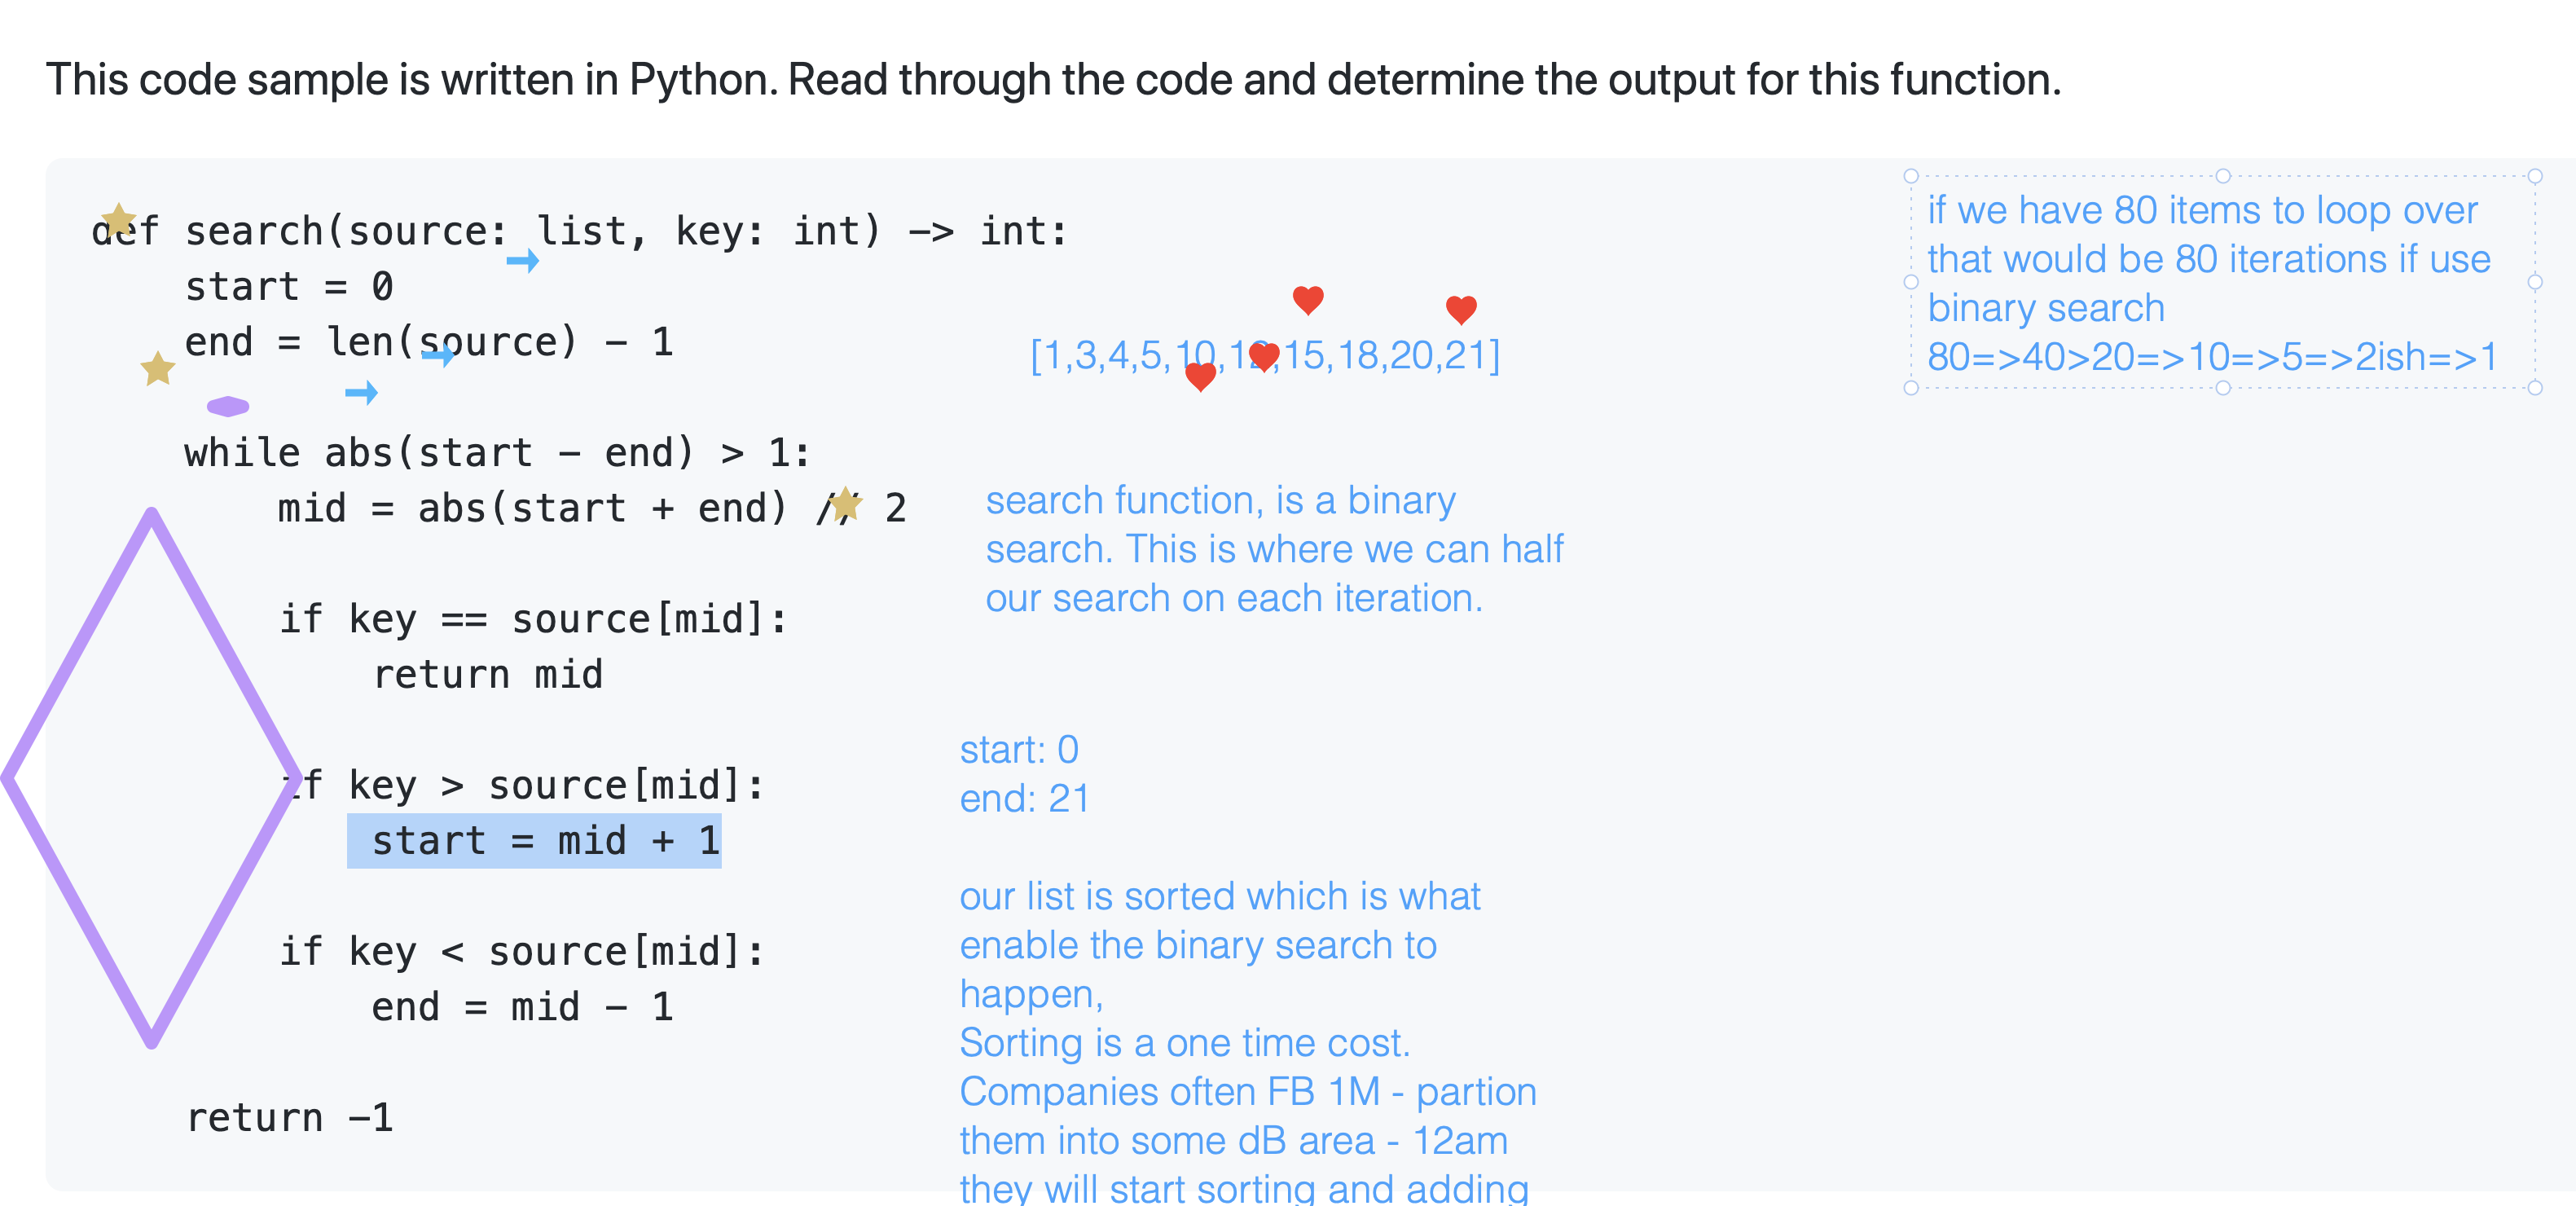 This code sample is written in Python. Read through the code and determine the output for this function.
def search(source: list, key: int) -> int:
start = 0
end = len(source) - 1
while abs(start - end) > 1:
mid = abs(start + end) // 2
if key == source[mid]:
return mid
if key > source[mid]:
start = mid + 1
if key < source[mid]:
end = mid - 1
return -1
[1,3,4,5,10,12,15,18,20,21]
search function, is a binary
search. This is where we can half
our search on each iteration.
start: 0
end: 21
our list is sorted which is what
enable the binary search to
happen,
Sorting is a one time cost.
Companies often FB 1M - partion
them into some dB area - 12am
they will start sorting and adding
if we have 80 items to loop over
that would be 80 iterations if use
binary search
80=>40>20=>10=>5=>2ish=>1